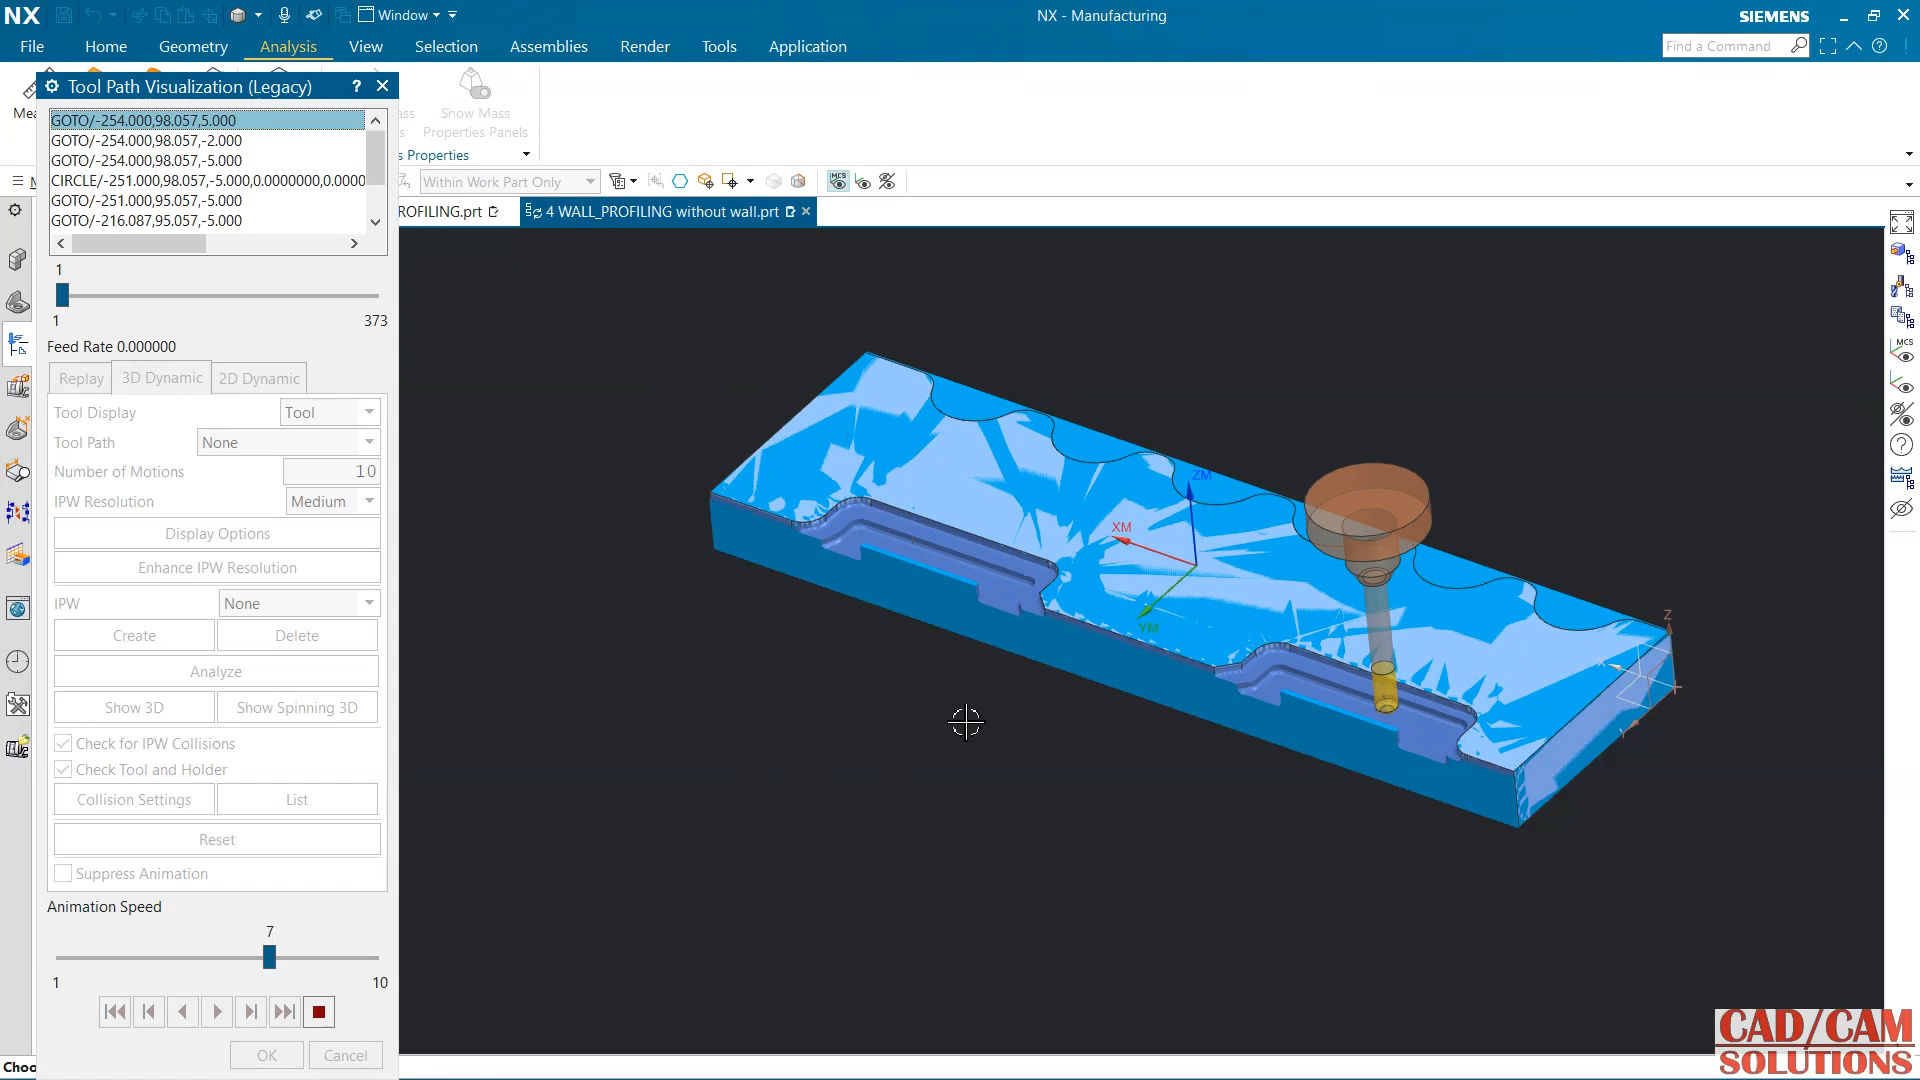 NX
Window
NX - Manufacturing
SIEMENS
File
Home
Geometry
Analysis
View
Selection
Assemblies
Render
Tools
Application
Find a Command
Tool Path Visualization (Legacy)
?
Show Mass
Properties Panels
s Properties
GOTO/-254.000,98.057,5.000
GOTO/-254.000,98.057,-2.000
GOTO/-254.000,98.057,-5.000
CIRCLE/-251.000,98.057,-5.000,0.0000000,0.0000
GOTO/-251.000,95.057,-5.000
GOTO/-216.087,95.057,-5.000
Within Work Part Only
MCS
ROFILING.prt
4 WALL_PROFILING without wall.prt
1
1
373
Feed Rate 0.000000
Replay
3D Dynamic
2D Dynamic
Tool Display
Tool
Tool Path
None
Number of Motions
10
IPW Resolution
Medium
Display Options
Enhance IPW Resolution
IPW
None
Create
Delete
Analyze
Show 3D
Show Spinning 3D
Check for IPW Collisions
Check Tool and Holder
Collision Settings
List
Reset
Suppress Animation
Animation Speed
7
1
10
OK
Cancel
Choo
ZM
XM
YM
Z
Y
MCS
CAD/CAM
SOLUTIONS